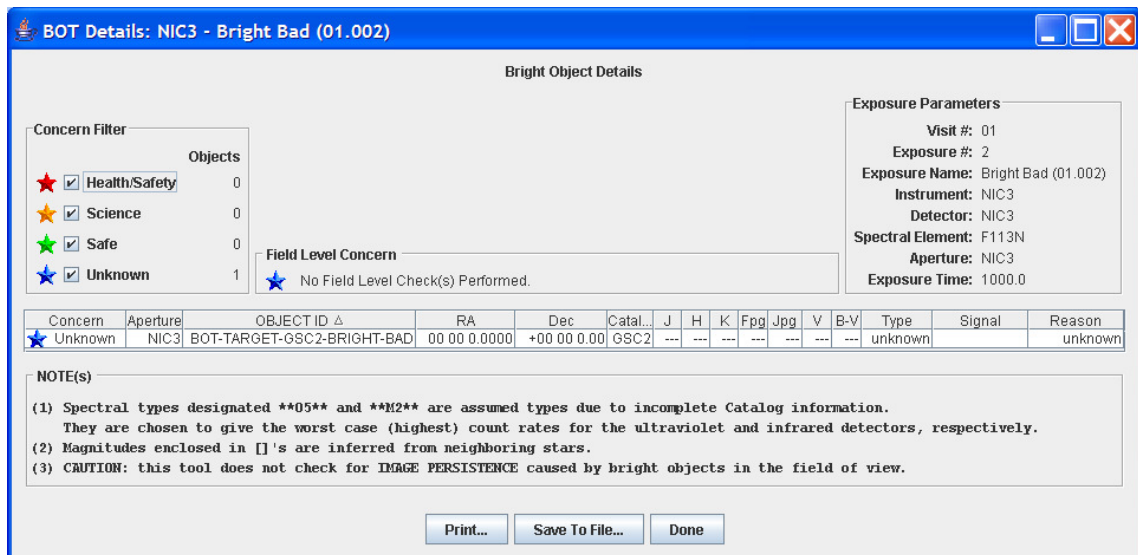 BOT Details: NIC3 - Bright Bad (01.002)
Bright Object Details
Concern Filter
Objects
Health/Safety 0
Science 0
Safe 0
Unknown 1
Field Level Concern
No Field Level Check(s) Performed.
Exposure Parameters
Visit #: 01
Exposure #: 2
Exposure Name: Bright Bad (01.002)
Instrument: NIC3
Detector: NIC3
Spectral Element: F113N
Aperture: NIC3
Exposure Time: 1000.0
Concern Aperture OBJECT ID △ RA Dec Catal... J H K Fpg Jpg V B-V Type Signal Reason
Unknown NIC3 BOT-TARGET-GSC2-BRIGHT-BAD 00 00 0.0000 +00 00 0.00 GSC2 --- --- --- --- --- --- --- unknown unknown
NOTE(s)
(1) Spectral types designated **O5** and **M2** are assumed types due to incomplete Catalog information.
They are chosen to give the worst case (highest) count rates for the ultraviolet and infrared detectors, respectively.
(2) Magnitudes enclosed in []'s are inferred from neighboring stars.
(3) CAUTION: this tool does not check for IMAGE PERSISTENCE caused by bright objects in the field of view.
Print... Save To File... Done